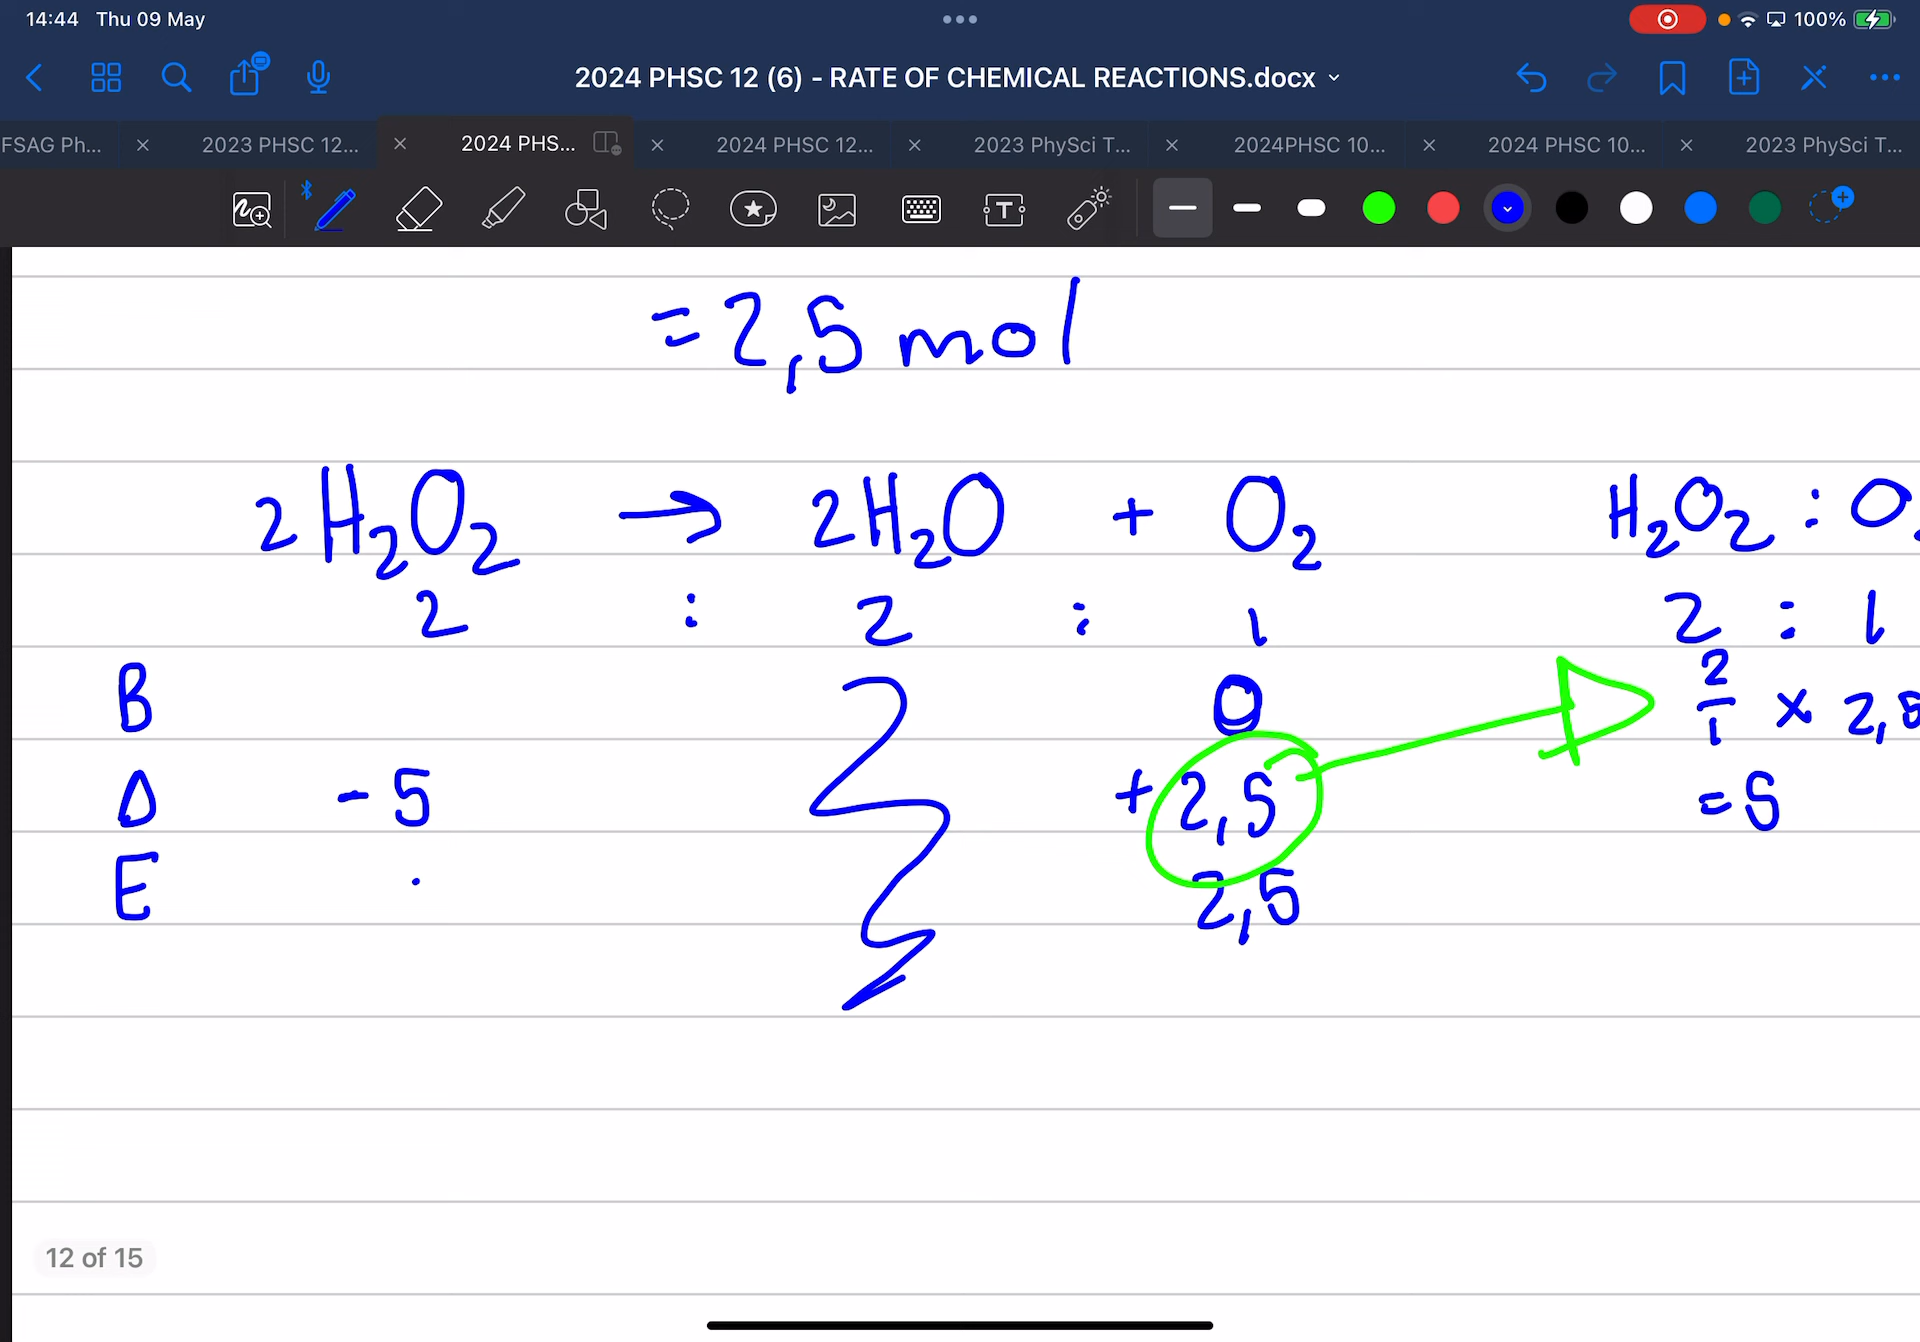 14:44 Thu 09 May 100%
2024 PHSC 12 (6) - RATE OF CHEMICAL REACTIONS.docx
FSAG Ph... 2023 PHSC 12... 2024 PHS... 2024 PHSC 12... 2023 PhySci T... 2024PHSC 10... 2024 PHSC 10... 2023 PhySci T...
T
= 2,5 mol
2H₂O₂ → 2H₂O + O₂ H₂O₂ : O₂
2 : 2 : 1 2 : 1
B 0 2/1 × 2,5
Δ - 5 + 2,5 = 5
E 2,5
12 of 15